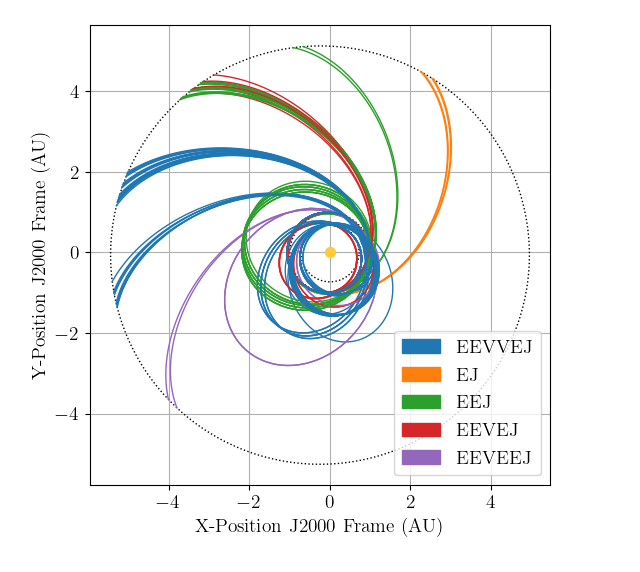 4
2
0
−2
−4
Y-Position J2000 Frame (AU)
EEVVEJ
EJ
EEJ
EEVEJ
EEVEEJ
−4 −2 0 2 4
X-Position J2000 Frame (AU)